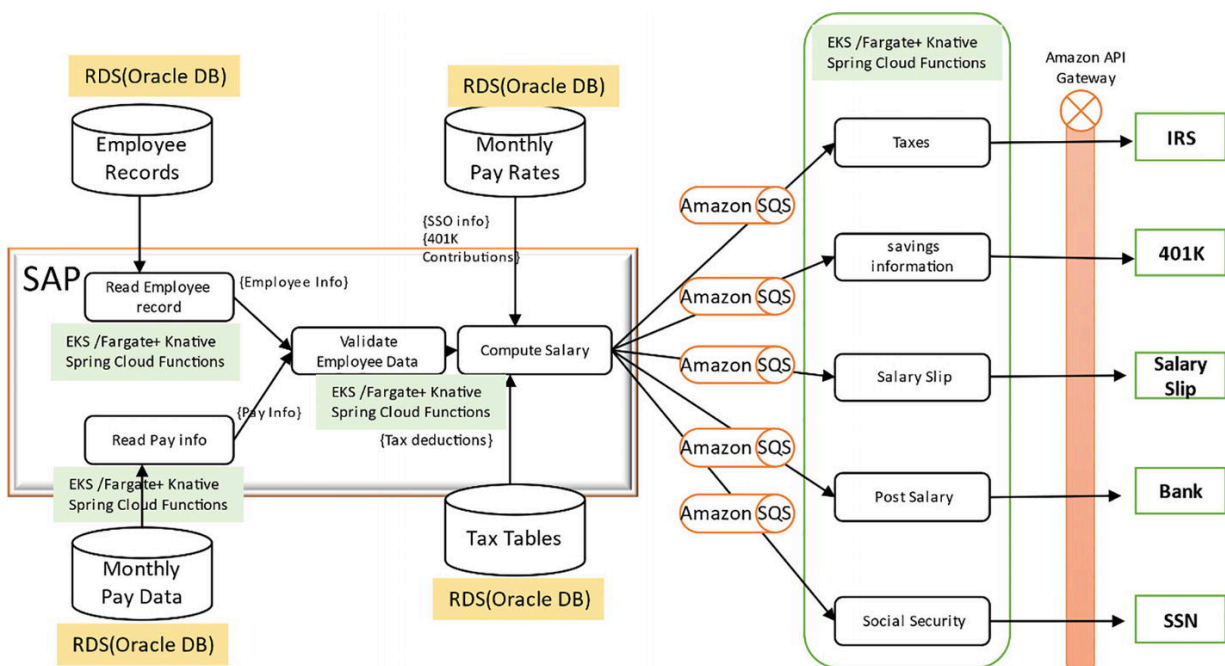 RDS(Oracle DB)
Employee
Records
RDS(Oracle DB)
Monthly
Pay Rates
{SSO info}
{401K
Contributions}
EKS /Fargate+ Knative
Spring Cloud Functions
Amazon API
Gateway
SAP
Read Employee
record
{Employee Info}
EKS /Fargate+ Knative
Spring Cloud Functions
Validate
Employee Data
EKS /Fargate+ Knative
Spring Cloud Functions
Compute Salary
{Pay Info}
Read Pay info
EKS /Fargate+ Knative
Spring Cloud Functions
{Tax deductions}
Monthly
Pay Data
RDS(Oracle DB)
Tax Tables
RDS(Oracle DB)
Amazon SQS
Amazon SQS
Amazon SQS
Amazon SQS
Amazon SQS
Taxes
savings
information
Salary Slip
Post Salary
Social Security
IRS
401K
Salary
Slip
Bank
SSN